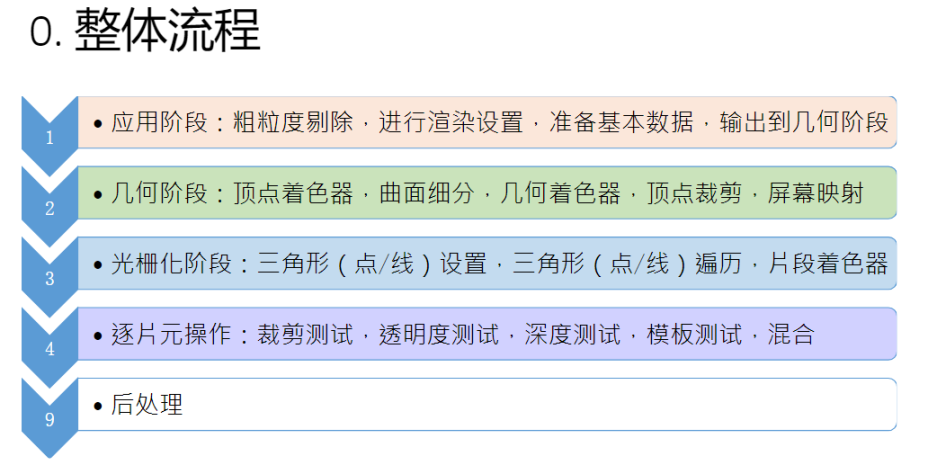 0. 整体流程
1
• 应用阶段：粗粒度剔除，进行渲染设置，准备基本数据，输出到几何阶段
2
• 几何阶段：顶点着色器，曲面细分，几何着色器，顶点裁剪，屏幕映射
3
• 光栅化阶段：三角形（点/线）设置，三角形（点/线）遍历，片段着色器
4
• 逐片元操作：裁剪测试，透明度测试，深度测试，模板测试，混合
9
• 后处理